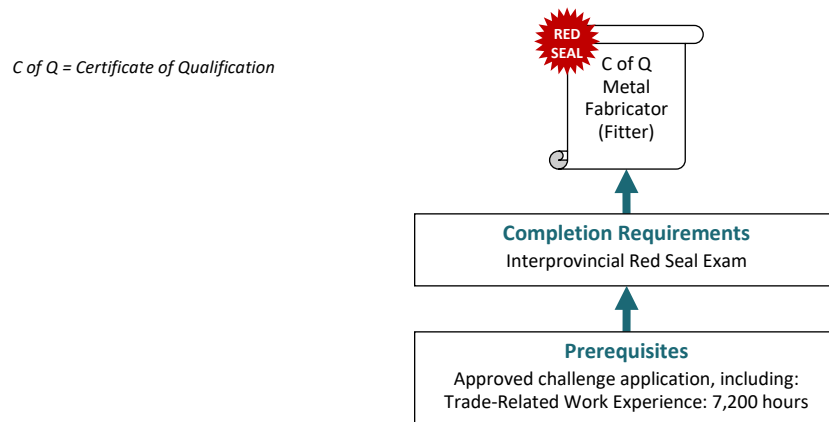 RED
SEAL
C of Q = Certificate of Qualification
C of Q
Metal
Fabricator
(Fitter)
Completion Requirements
Interprovincial Red Seal Exam
Prerequisites
Approved challenge application, including:
Trade-Related Work Experience: 7,200 hours